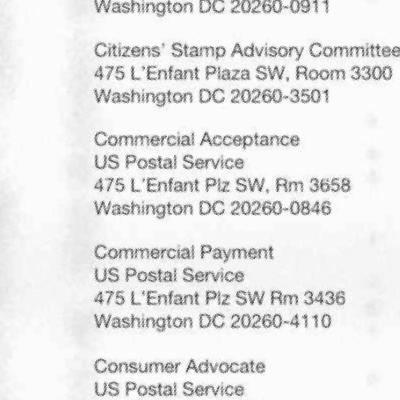 Washington DC 20260-0911
Citizens' Stamp Advisory Committee
475 L'Enfant Plaza SW, Room 3300
Washington DC 20260-3501
Commercial Acceptance
US Postal Service
475 L'Enfant Plz SW, Rm 3658
Washington DC 20260-0846
Commercial Payment
US Postal Service
475 L'Enfant Plz SW Rm 3436
Washington DC 20260-4110
Consumer Advocate
US Postal Service